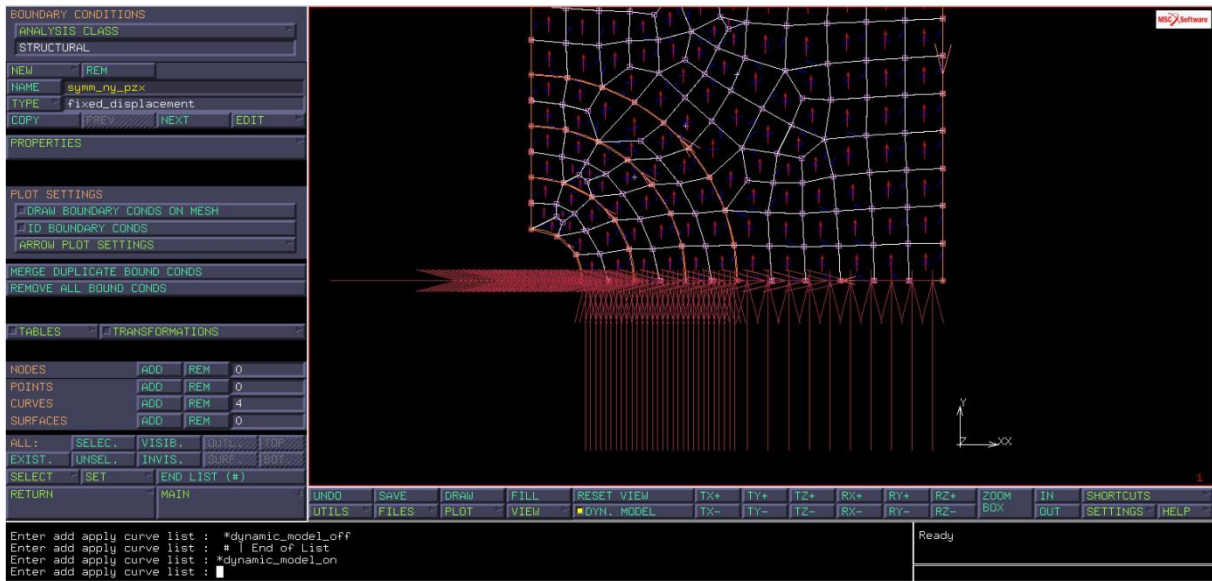 BOUNDARY CONDITIONS
ANALYSIS CLASS
STRUCTURAL
NEW REM
NAME symm_ny_pzx
TYPE fixed_displacement
COPY PREV NEXT EDIT
PROPERTIES
PLOT SETTINGS
DRAW BOUNDARY CONDS ON MESH
ID BOUNDARY CONDS
ARROW PLOT SETTINGS
MERGE DUPLICATE BOUND CONDS
REMOVE ALL BOUND CONDS
TABLES TRANSFORMATIONS
NODES ADD REM 0
POINTS ADD REM 0
CURVES ADD REM 4
SURFACES ADD REM 0
ALL: SELEC. VISIB. OUTL. TOP
EXIST. UNSEL. INVIS. SURF. BOT.
SELECT SET END LIST (#)
RETURN MAIN
MSC Software
Y
Z XX
1
UNDO SAVE DRAW FILL RESET VIEW TX+ TY+ TZ+ RX+ RY+ RZ+ ZOOM BOX IN SHORTCUTS
UTILS FILES PLOT VIEW DYN. MODEL TX- TY- TZ- RX- RY- RZ- OUT SETTINGS HELP
Enter add apply curve list : *dynamic_model_off
Enter add apply curve list : # | End of List
Enter add apply curve list : *dynamic_model_on
Enter add apply curve list :
Ready